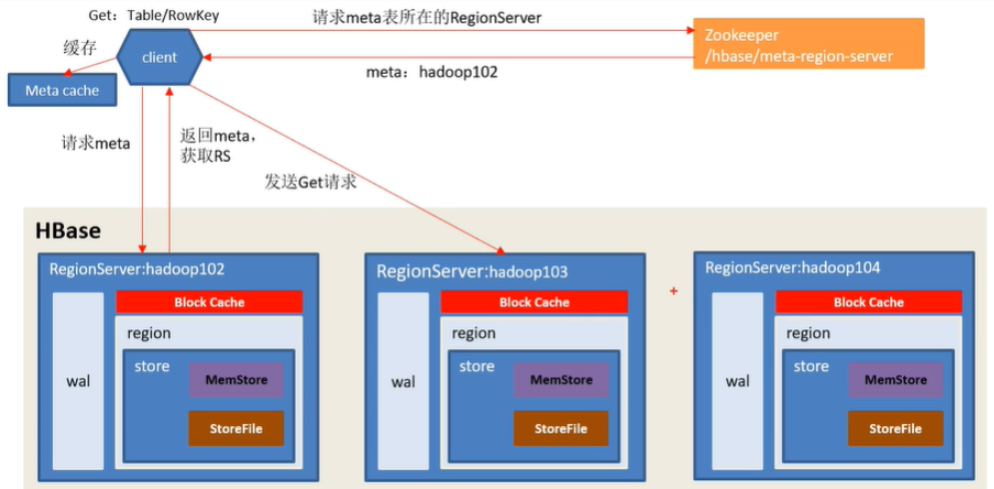 Get：Table/RowKey
请求meta表所在的RegionServer
Zookeeper
/hbase/meta-region-server
缓存
client
meta：hadoop102
Meta cache
请求meta
返回meta，
获取RS
发送Get请求
HBase
RegionServer:hadoop102
Block Cache
region
wal
store
MemStore
StoreFile
RegionServer:hadoop103
Block Cache
region
wal
store
MemStore
StoreFile
+
RegionServer:hadoop104
Block Cache
region
wal
store
MemStore
StoreFile